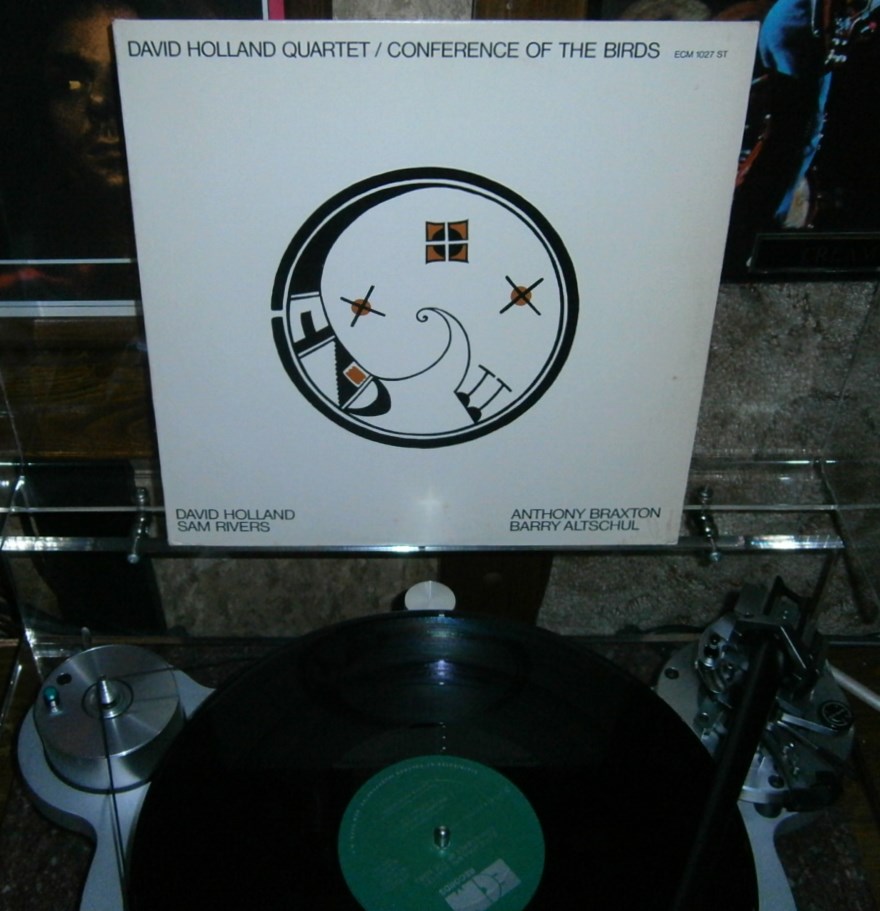 DAVID HOLLAND QUARTET / CONFERENCE OF THE BIRDS ECM 1027 ST
DAVID HOLLAND
SAM RIVERS
ANTHONY BRAXTON
BARRY ALTSCHUL